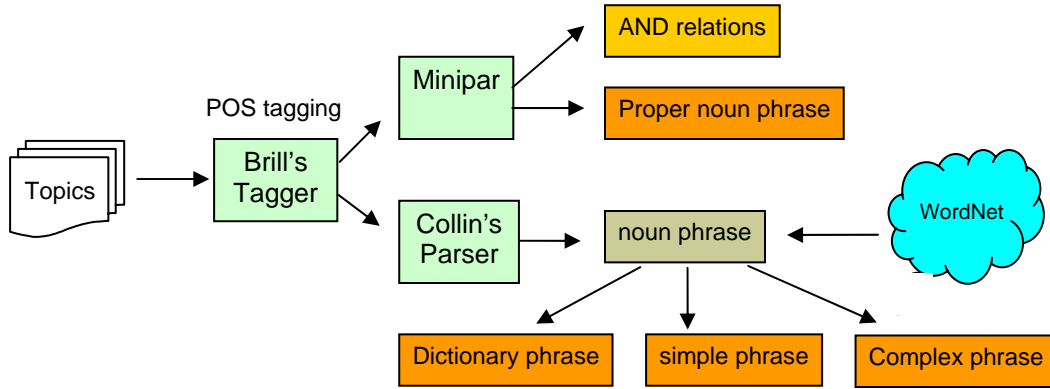 AND relations
Minipar
Proper noun phrase
POS tagging
Brill's
Tagger
Topics
WordNet
Collin's
Parser
noun phrase
Dictionary phrase
simple phrase
Complex phrase